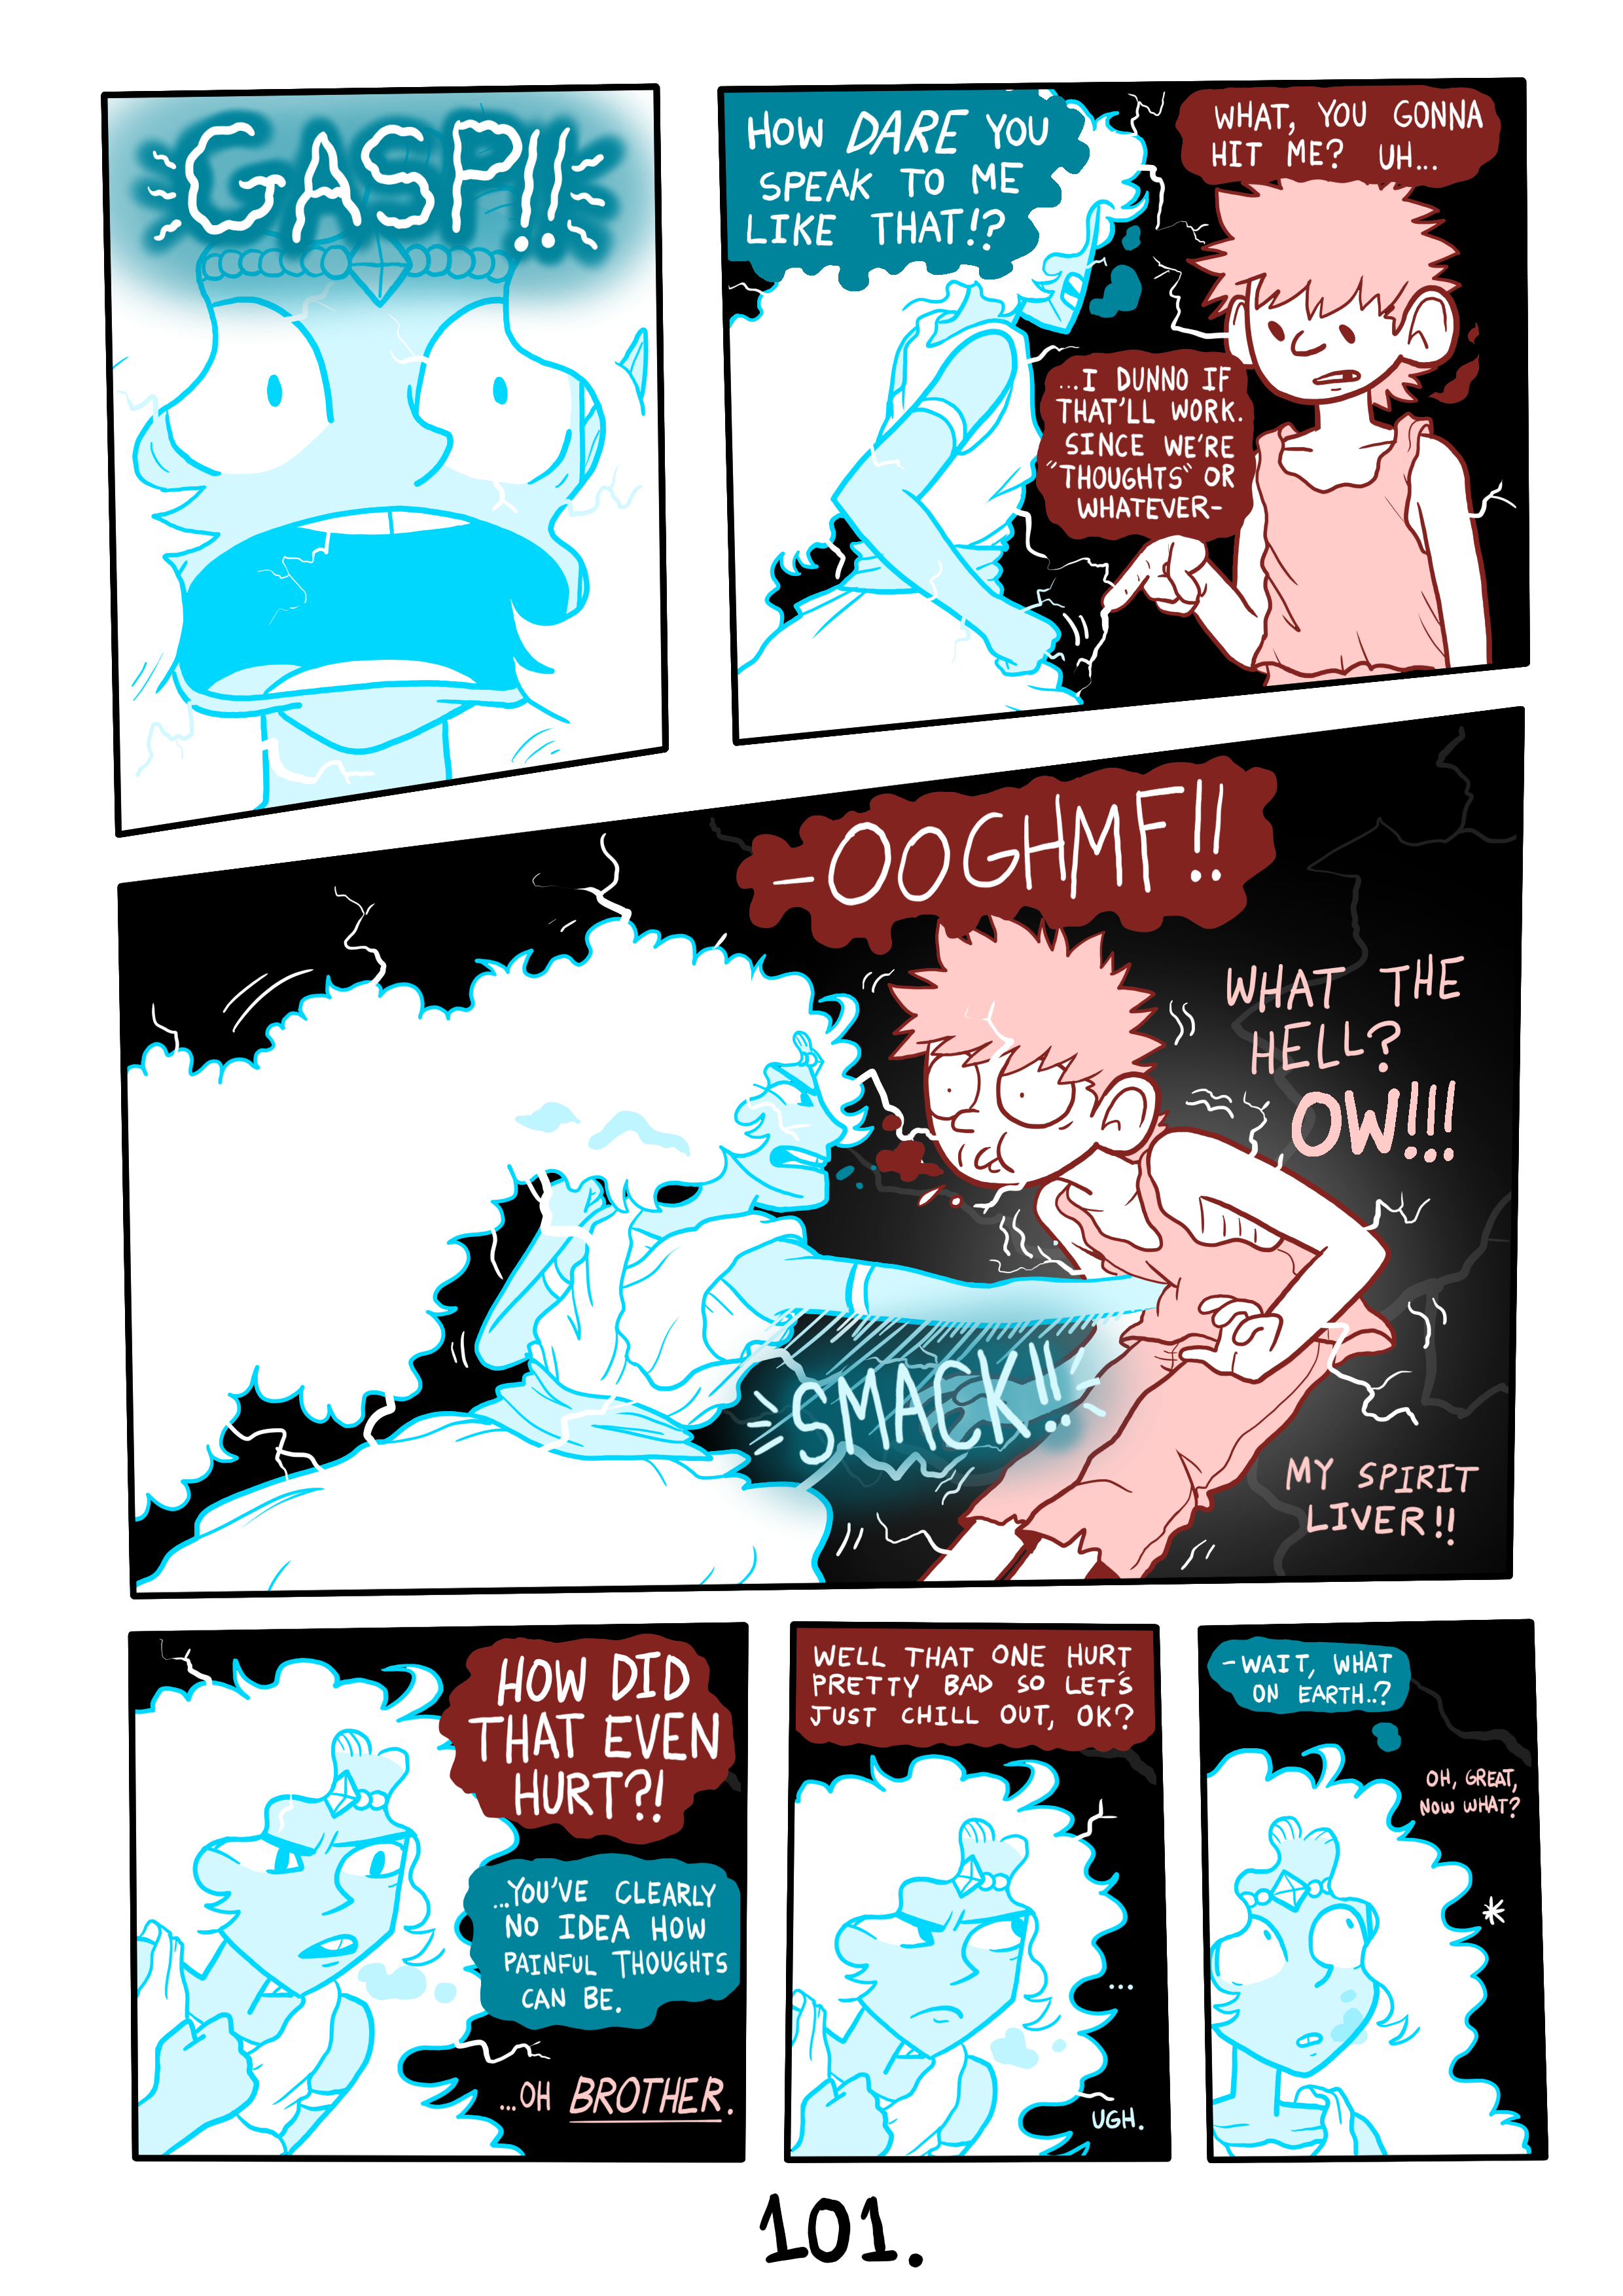 GASP!!
HOW DARE YOU
SPEAK TO ME
LIKE THAT!?
WHAT, YOU GONNA
HIT ME? UH...
...I DUNNO IF
THAT'LL WORK.
SINCE WE'RE
"THOUGHTS" OR
WHATEVER-
-OOGHMF!!
WHAT THE
HELL?
OW!!!
SMACK!!
MY SPIRIT
LIVER!!
HOW DID
THAT EVEN
HURT?!
...YOU'VE CLEARLY
NO IDEA HOW
PAINFUL THOUGHTS
CAN BE.
...OH BROTHER.
WELL THAT ONE HURT
PRETTY BAD SO LET'S
JUST CHILL OUT, OK?
...
UGH.
-WAIT, WHAT
ON EARTH..?
OH, GREAT,
NOW WHAT?
*
101.